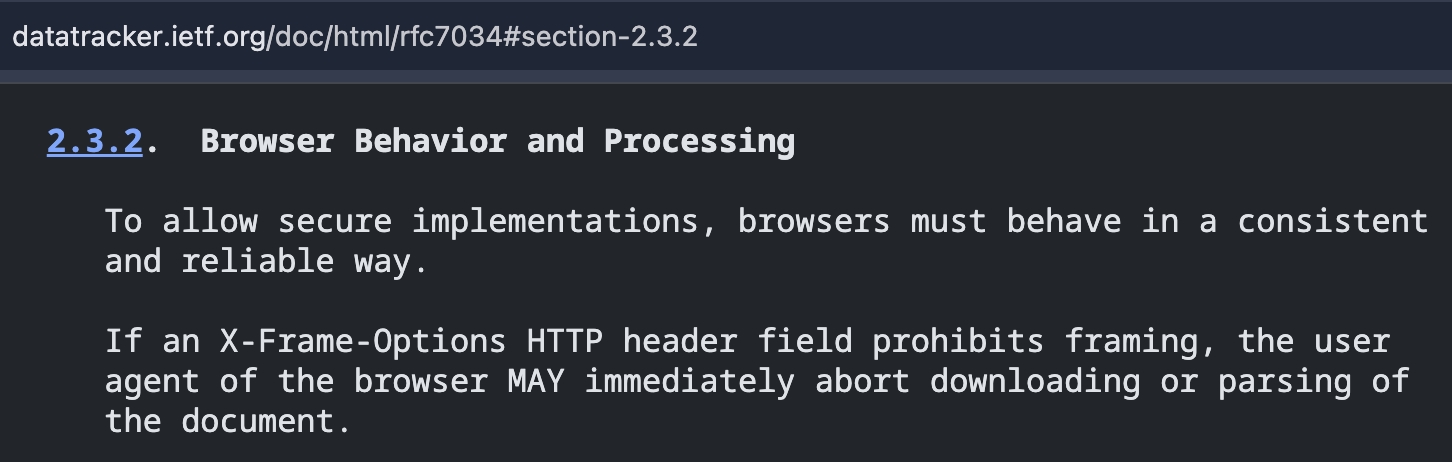 datatracker.ietf.org/doc/html/rfc7034#section-2.3.2
2.3.2. Browser Behavior and Processing
To allow secure implementations, browsers must behave in a consistent
and reliable way.
If an X-Frame-Options HTTP header field prohibits framing, the user
agent of the browser MAY immediately abort downloading or parsing of
the document.